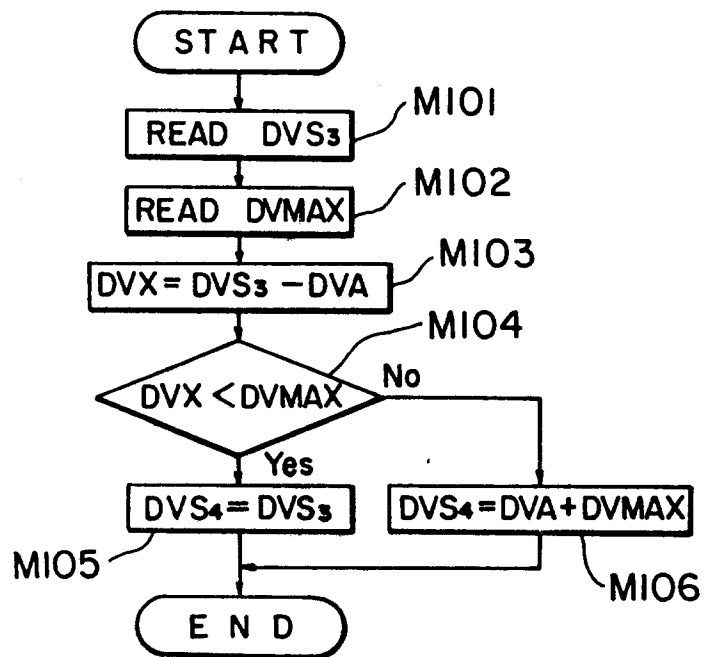 START
M101
READ DVS₃
M102
READ DVMAX
M103
DVX = DVS₃ - DVA
M104
DVX < DVMAX
No
Yes
DVS₄ = DVS₃
DVS₄ = DVA + DVMAX
M105
M106
END